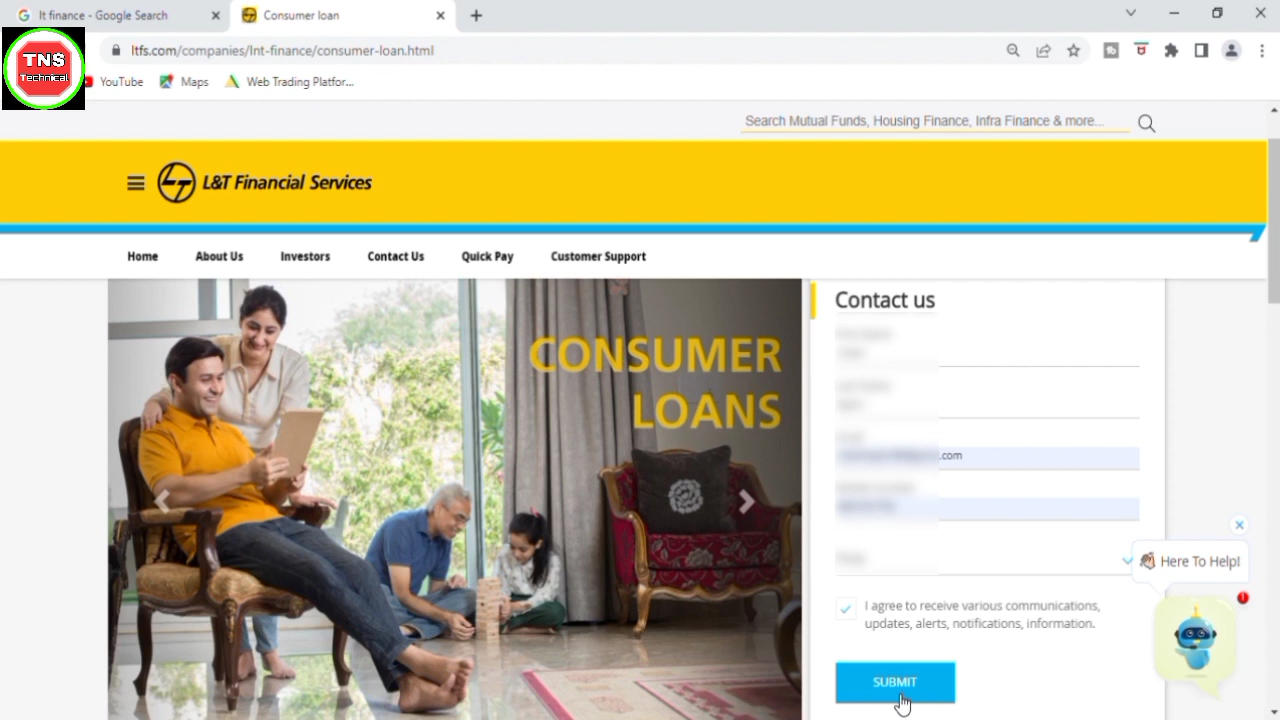 lt finance - Google Search
Consumer loan
TN$
Technical
ltfs.com/companies/lnt-finance/consumer-loan.html
YouTube
Maps
Web Trading Platfor...
Search Mutual Funds, Housing Finance, Infra Finance & more...
L&T Financial Services
Home
About Us
Investors
Contact Us
Quick Pay
Customer Support
CONSUMER
LOANS
Contact us
.com
Here To Help!
1
I agree to receive various communications,
updates, alerts, notifications, information.
SUBMIT